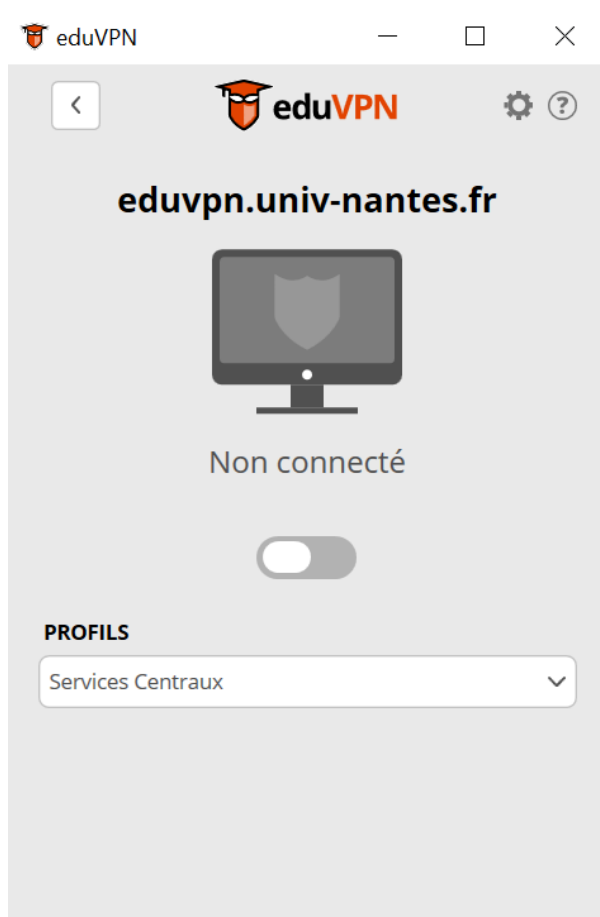 eduVPN
eduVPN
eduvpn.univ-nantes.fr
Non connecté
PROFILS
Services Centraux